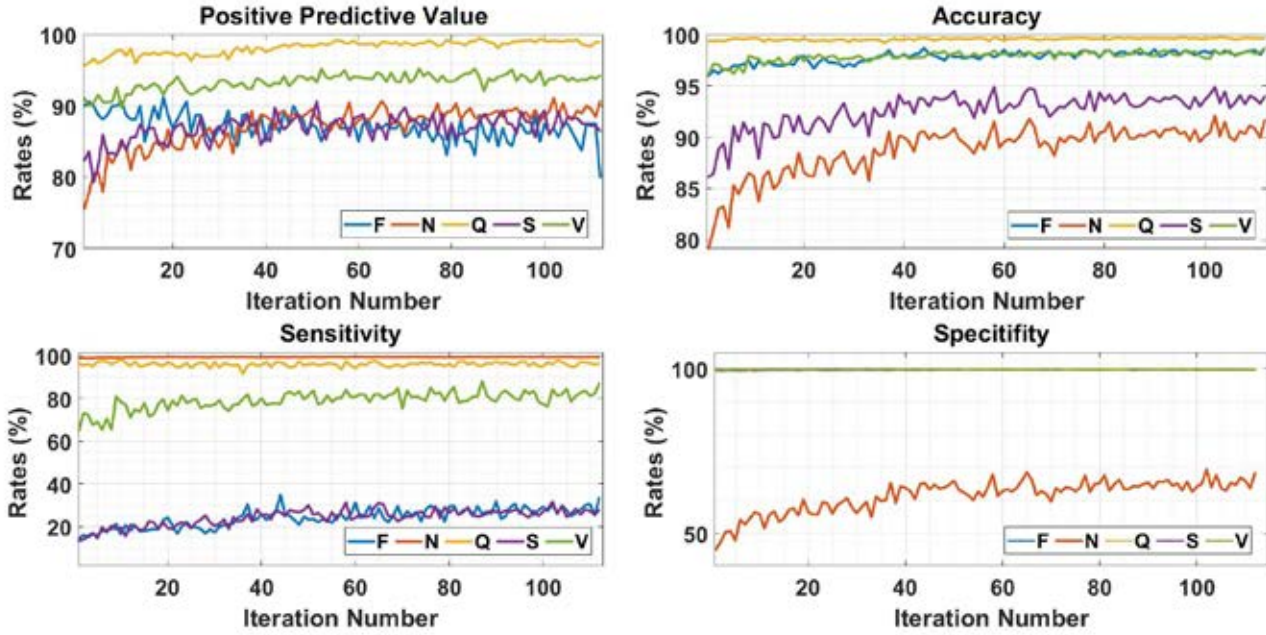 Positive Predictive Value
100
90
80
70
Rates (%)
F N Q S V
20 40 60 80 100
Iteration Number
Accuracy
100
95
90
85
80
Rates (%)
F N Q S V
20 40 60 80 100
Iteration Number
Sensitivity
100
80
60
40
20
Rates (%)
F N Q S V
20 40 60 80 100
Iteration Number
Specitifity
100
50
Rates (%)
F N Q S V
20 40 60 80 100
Iteration Number